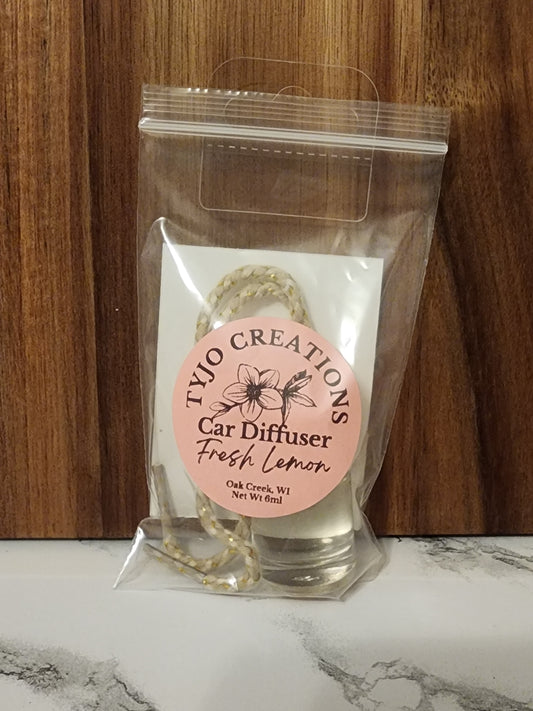 TYJO CREATIONS
Car Diffuser
Fresh Lemon
Oak Creek, WI
Net Wt 6ml